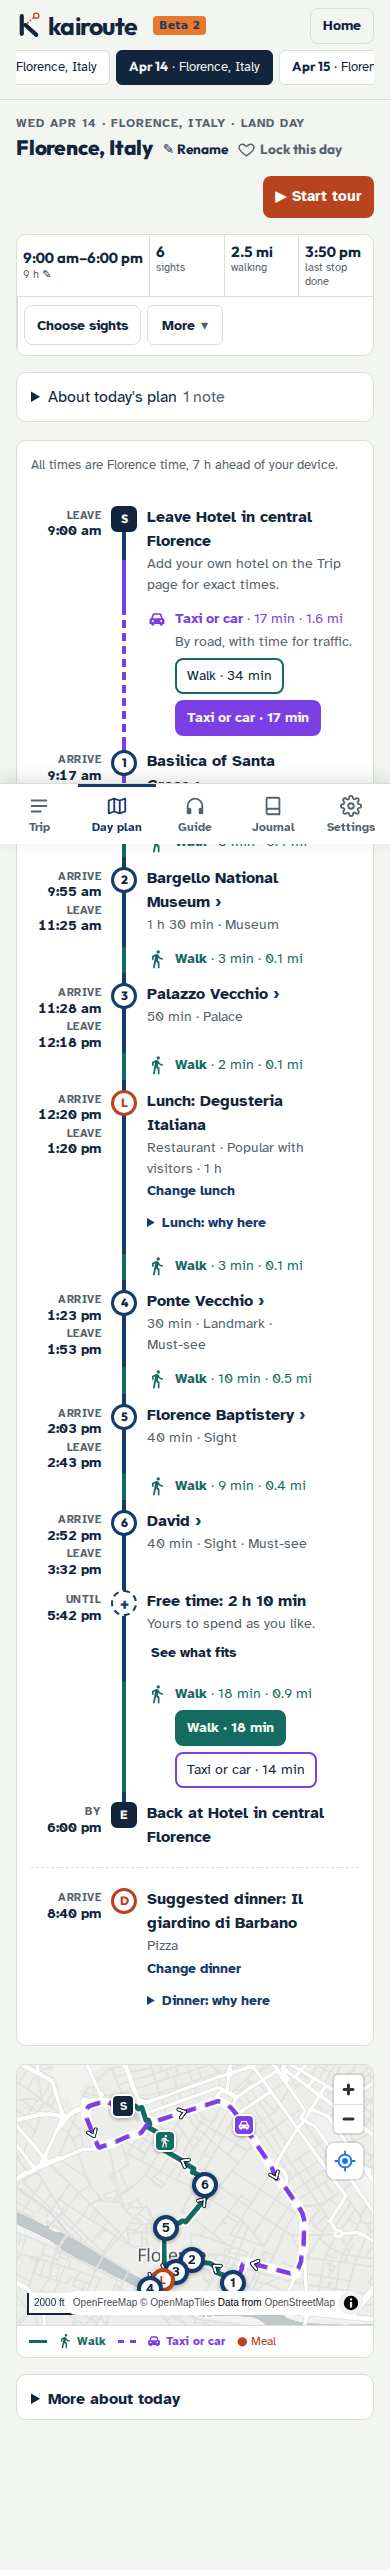 kairoute Beta 2 Home
Florence, Italy Apr 14 · Florence, Italy Apr 15 · Floren
WED APR 14 · FLORENCE, ITALY · LAND DAY
Florence, Italy ✎ Rename Lock this day
▶ Start tour
9:00 am–6:00 pm 6 2.5 mi 3:50 pm
9 h ✎ sights walking last stop
done
Choose sights More ▾
▶ About today's plan 1 note
All times are Florence time, 7 h ahead of your device.
LEAVE S Leave Hotel in central
9:00 am Florence
Add your own hotel on the Trip
page for exact times.
Taxi or car · 17 min · 1.6 mi
By road, with time for traffic.
Walk · 34 min
Taxi or car · 17 min
ARRIVE 1 Basilica of Santa
9:17 am
Trip Day plan Guide Journal Settings
ARRIVE 2 Bargello National
9:55 am Museum ›
LEAVE 1 h 30 min · Museum
11:25 am
Walk · 3 min · 0.1 mi
ARRIVE 3 Palazzo Vecchio ›
11:28 am 50 min · Palace
LEAVE
12:18 pm
Walk · 2 min · 0.1 mi
ARRIVE L Lunch: Degusteria
12:20 pm Italiana
LEAVE Restaurant · Popular with
1:20 pm visitors · 1 h
Change lunch
▶ Lunch: why here
Walk · 3 min · 0.1 mi
ARRIVE 4 Ponte Vecchio ›
1:23 pm 30 min · Landmark ·
LEAVE Must-see
1:53 pm
Walk · 10 min · 0.5 mi
ARRIVE 5 Florence Baptistery ›
2:03 pm 40 min · Sight
LEAVE
2:43 pm
Walk · 9 min · 0.4 mi
ARRIVE 6 David ›
2:52 pm 40 min · Sight · Must-see
LEAVE
3:32 pm
UNTIL + Free time: 2 h 10 min
5:42 pm Yours to spend as you like.
See what fits
Walk · 18 min · 0.9 mi
Walk · 18 min
Taxi or car · 14 min
BY E Back at Hotel in central
6:00 pm Florence
ARRIVE D Suggested dinner: Il
8:40 pm giardino di Barbano
Pizza
Change dinner
▶ Dinner: why here
S +
−
6
5
Flo 2
3
4 L 1
2000 ft OpenFreeMap © OpenMapTiles Data from OpenStreetMap
Walk Taxi or car Meal
▶ More about today